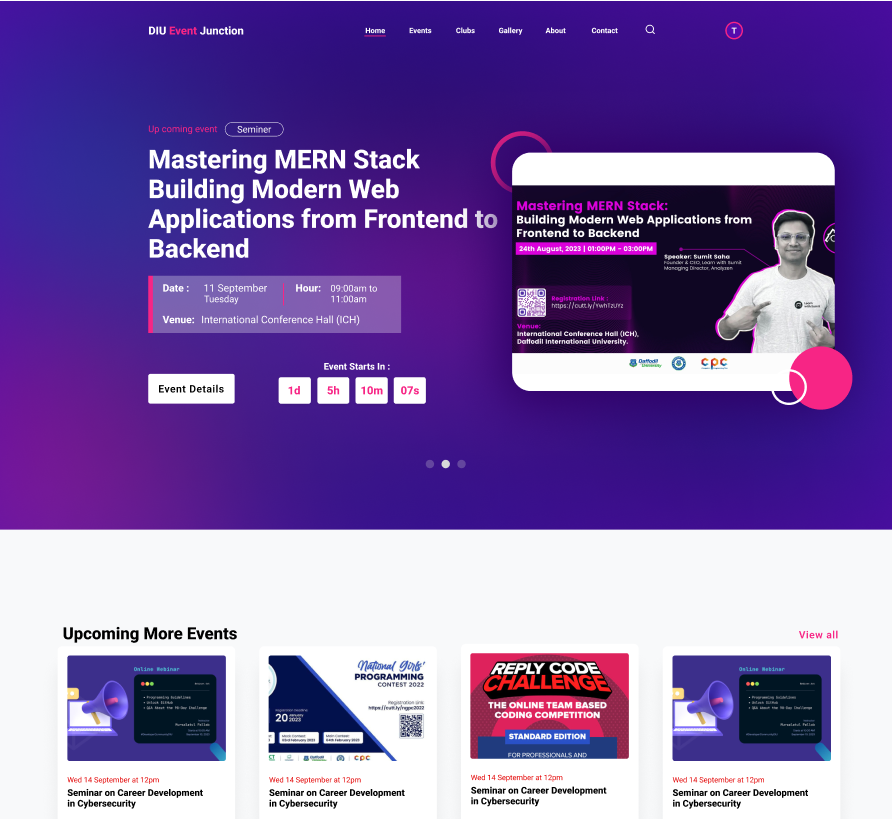 DIU Event Junction
Home
Events
Clubs
Gallery
About
Contact
T
Up coming event
Seminer
Mastering MERN Stack
Building Modern Web
Applications from Frontend to
Backend
Date :
11 September
Tuesday
Hour:
09:00am to
11:00am
Venue:
International Conference Hall (ICH)
Event Details
Event Starts In :
1d
5h
10m
07s
Mastering MERN Stack:
Building Modern Web Applications from
Frontend to Backend
24th August, 2023 | 01:00PM - 03:00PM
Speaker: Sumit Saha
Founder & CEO, Learn with Sumit
Managing Director, Analyzen
Registration Link :
https://cutt.ly/YwhTzUYz
Venue:
International Conference Hall (ICH),
Daffodil International University.
Daffodil
University
cpc
Upcoming More Events
View all
Online Webinar
Programming Guidelines
Unlock GitHub
Q&A About the 90-Day Challenge
Wed 14 September at 12pm
Seminar on Career Development
in Cybersecurity
National Girls'
PROGRAMMING
CONTEST 2022
Registration Deadline
20 January
2023
Registration Link
https://cutt.ly/ngpc2022
Mock Contest
03rd February, 2023
Main Contest
04th February, 2023
Daffodil
cpc
Wed 14 September at 12pm
Seminar on Career Development
in Cybersecurity
REPLY CODE
CHALLENGE
THE ONLINE TEAM BASED
CODING COMPETITION
STANDARD EDITION
FOR PROFESSIONALS AND
Wed 14 September at 12pm
Seminar on Career Development
in Cybersecurity
Online Webinar
Programming Guidelines
Unlock GitHub
Q&A About the 90-Day Challenge
Wed 14 September at 12pm
Seminar on Career Development
in Cybersecurity